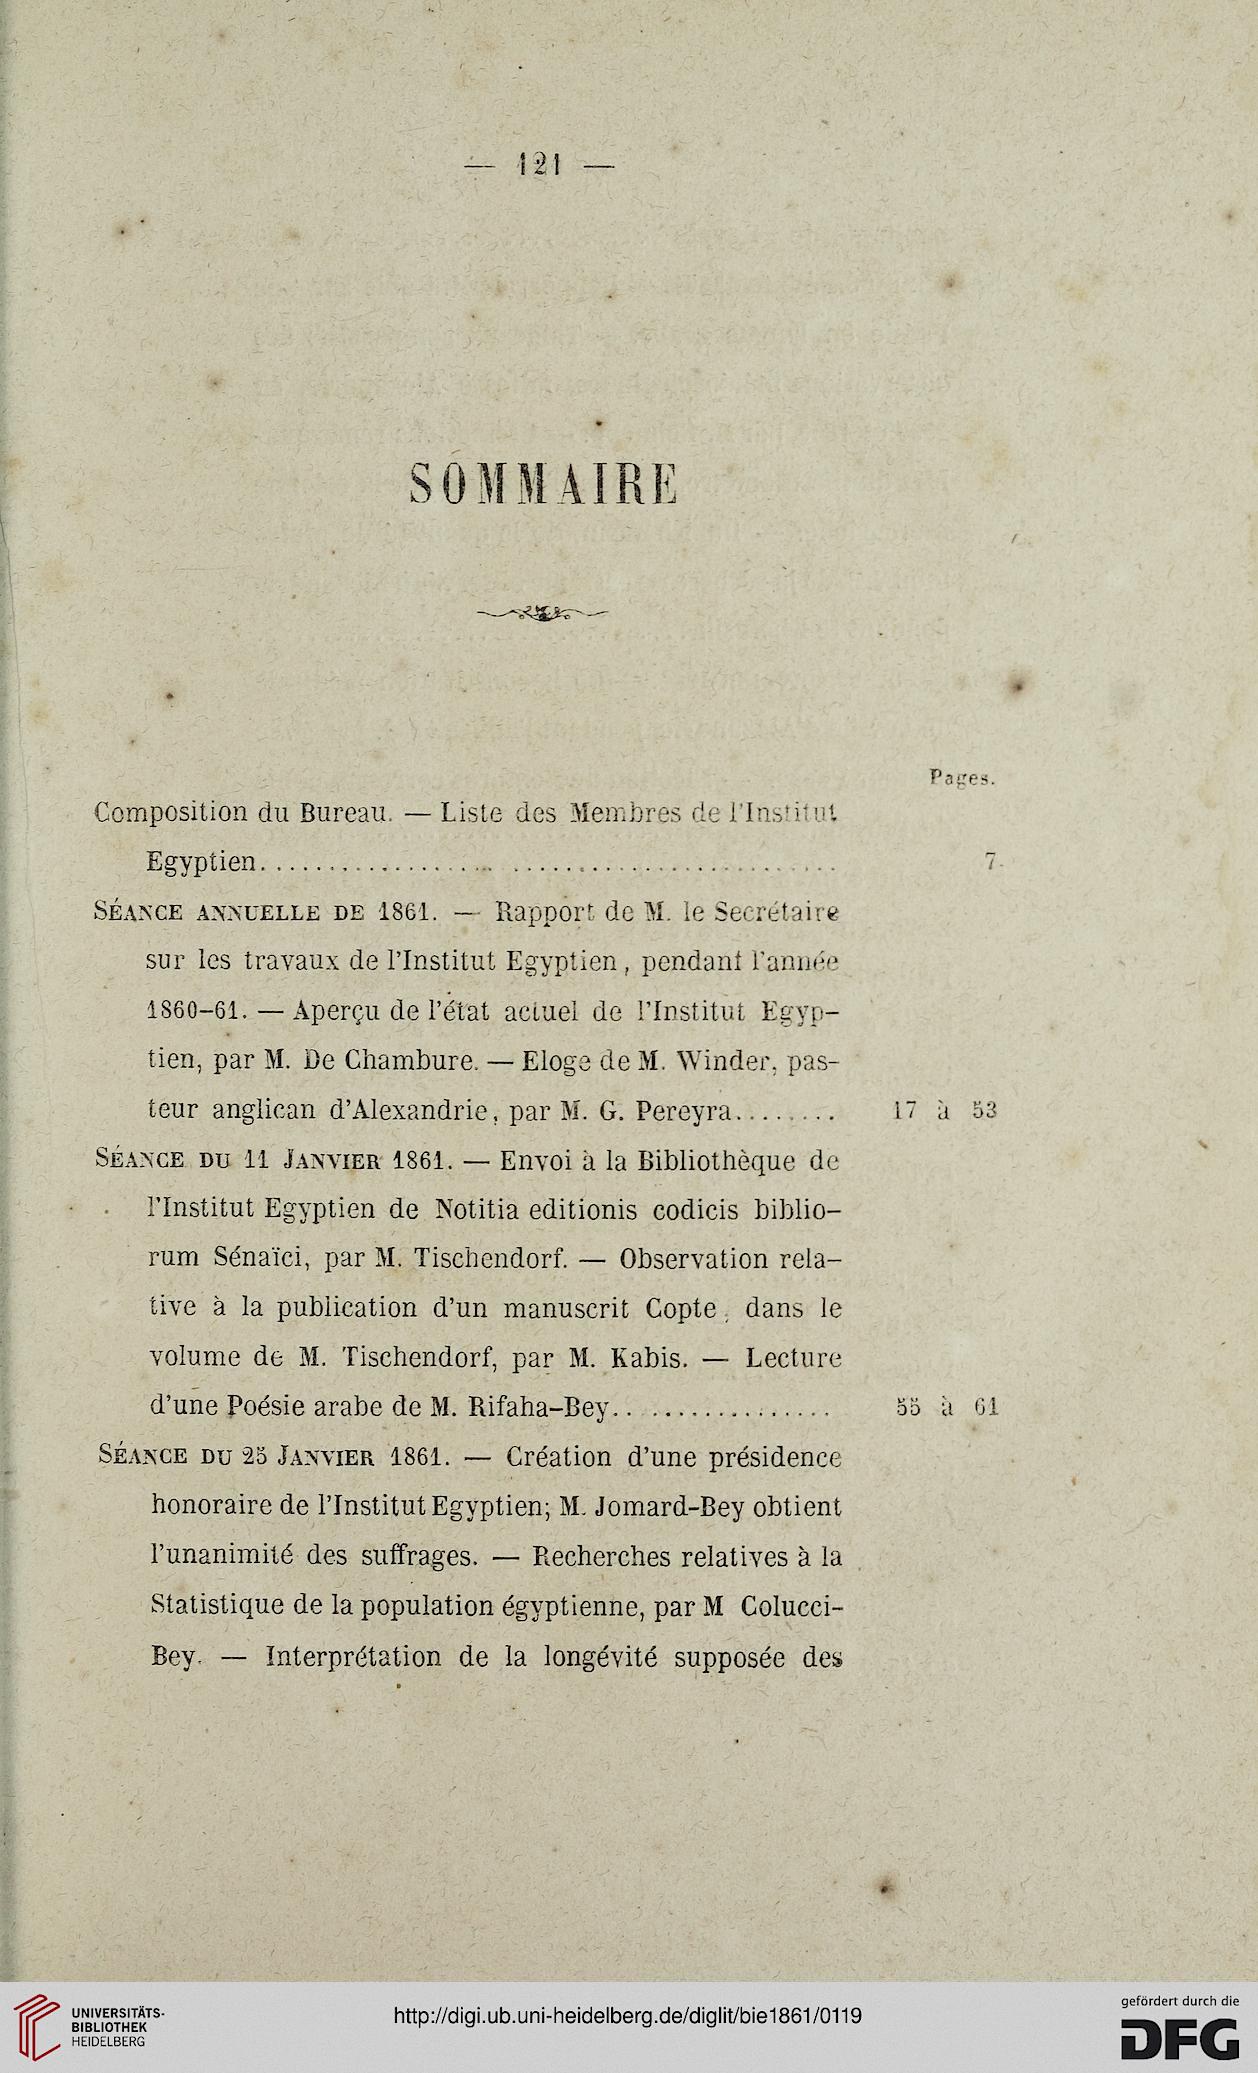 — 121 —
SOMMAIRE
Pages.
Composition du Bureau. — Liste des Membres de l'Institut
Egyptien........................................... 7
SÉANCE ANNUELLE DE 1861. — Rapport de M. le Secrétaire
sur les travaux de l'Institut Egyptien, pendant l'année
1860-61. — Aperçu de l'état actuel de l'Institut Egyp-
tien, par M. De Chambure. — Eloge de M. Winder, pas-
teur anglican d'Alexandrie, par M. G. Pereyra........ 17 à 53
SÉANCE DU 11 JANVIER 1861. — Envoi à la Bibliothèque de
l'Institut Egyptien de Notitia editionis codicis biblio-
rum Sénaïci, par M. Tischendorf. — Observation rela-
tive à la publication d'un manuscrit Copte, dans le
volume de M. Tischendorf, par M. Kabis. — Lecture
d'une Poésie arabe de M. Rifaha-Bey................ 55 à 61
SÉANCE DU 25 JANVIER 1861. — Création d'une présidence
honoraire de l'Institut Egyptien; M. Jomard-Bey obtient
l'unanimité des suffrages. — Recherches relatives à la
Statistique de la population égyptienne, par M Colucci-
Bey. — Interprétation de la longévité supposée des
UNIVERSITÄTS-
BIBLIOTHEK
HEIDELBERG
http://digi.ub.uni-heidelberg.de/diglit/bie1861/0119
gefördert durch die
DFG